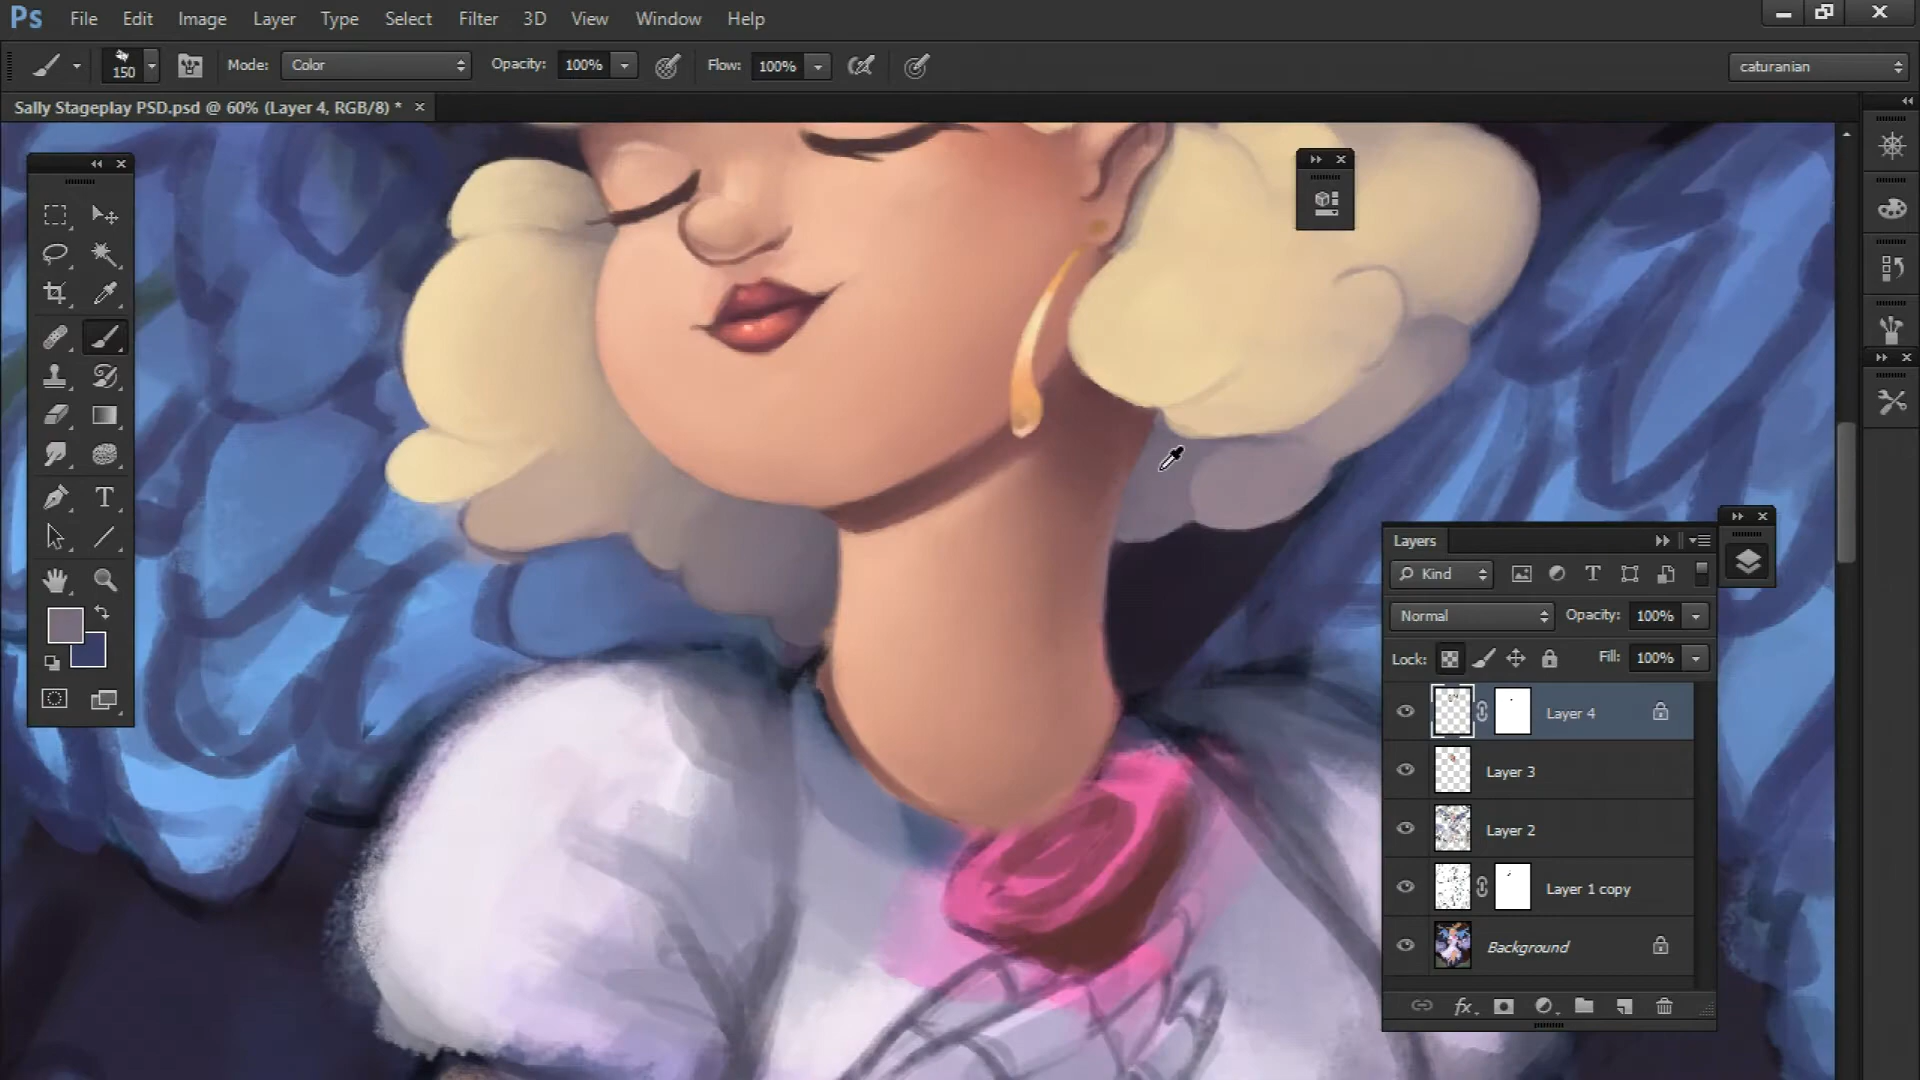 Ps File Edit Image Layer Type Select Filter 3D View Window Help
150 Mode: Color Opacity: 100% Flow: 100% caturanian
Sally Stageplay PSD.psd @ 60% (Layer 4, RGB/8) *
Layers
Kind
Normal Opacity: 100%
Lock: Fill: 100%
Layer 4
Layer 3
Layer 2
Layer 1 copy
Background